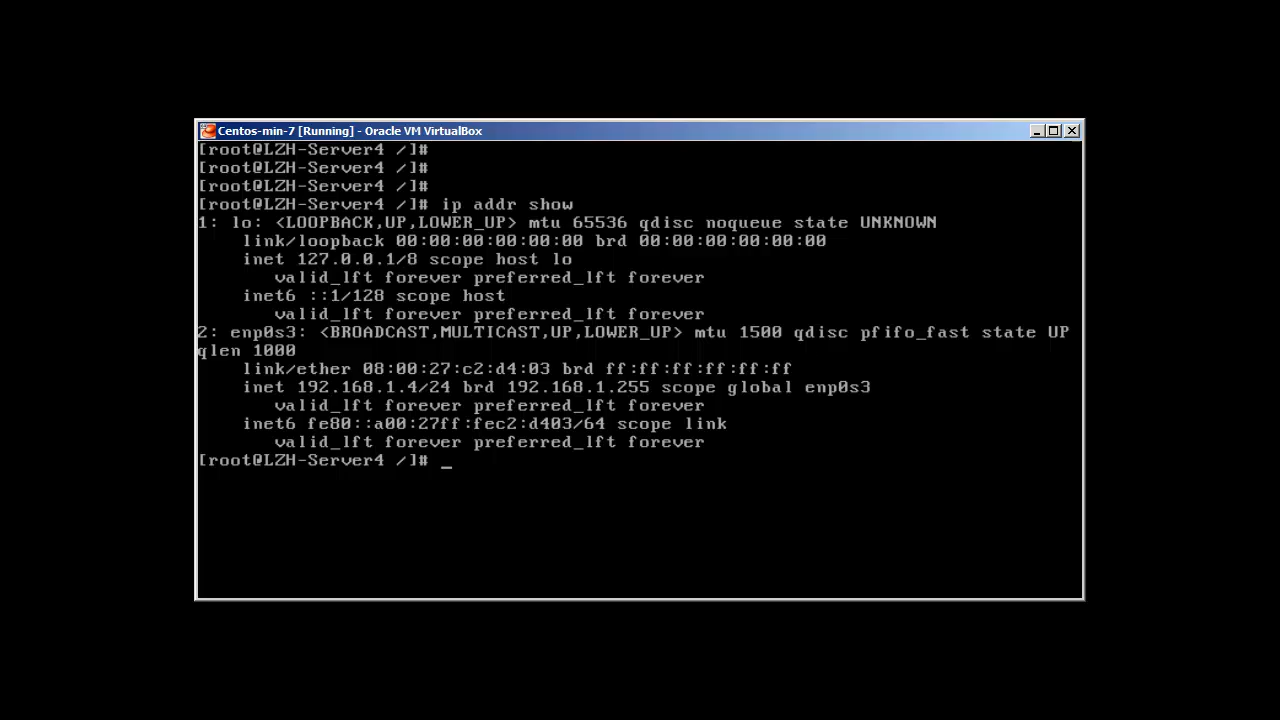 Centos-min-7 [Running] - Oracle VM VirtualBox
[root@LZH-Server4 /]#
[root@LZH-Server4 /]#
[root@LZH-Server4 /]#
[root@LZH-Server4 /]# ip addr show
1: lo: <LOOPBACK,UP,LOWER_UP> mtu 65536 qdisc noqueue state UNKNOWN
    link/loopback 00:00:00:00:00:00 brd 00:00:00:00:00:00
    inet 127.0.0.1/8 scope host lo
       valid_lft forever preferred_lft forever
    inet6 ::1/128 scope host
       valid_lft forever preferred_lft forever
2: enp0s3: <BROADCAST,MULTICAST,UP,LOWER_UP> mtu 1500 qdisc pfifo_fast state UP
qlen 1000
    link/ether 08:00:27:c2:d4:03 brd ff:ff:ff:ff:ff:ff
    inet 192.168.1.4/24 brd 192.168.1.255 scope global enp0s3
       valid_lft forever preferred_lft forever
    inet6 fe80::a00:27ff:fec2:d403/64 scope link
       valid_lft forever preferred_lft forever
[root@LZH-Server4 /]# _